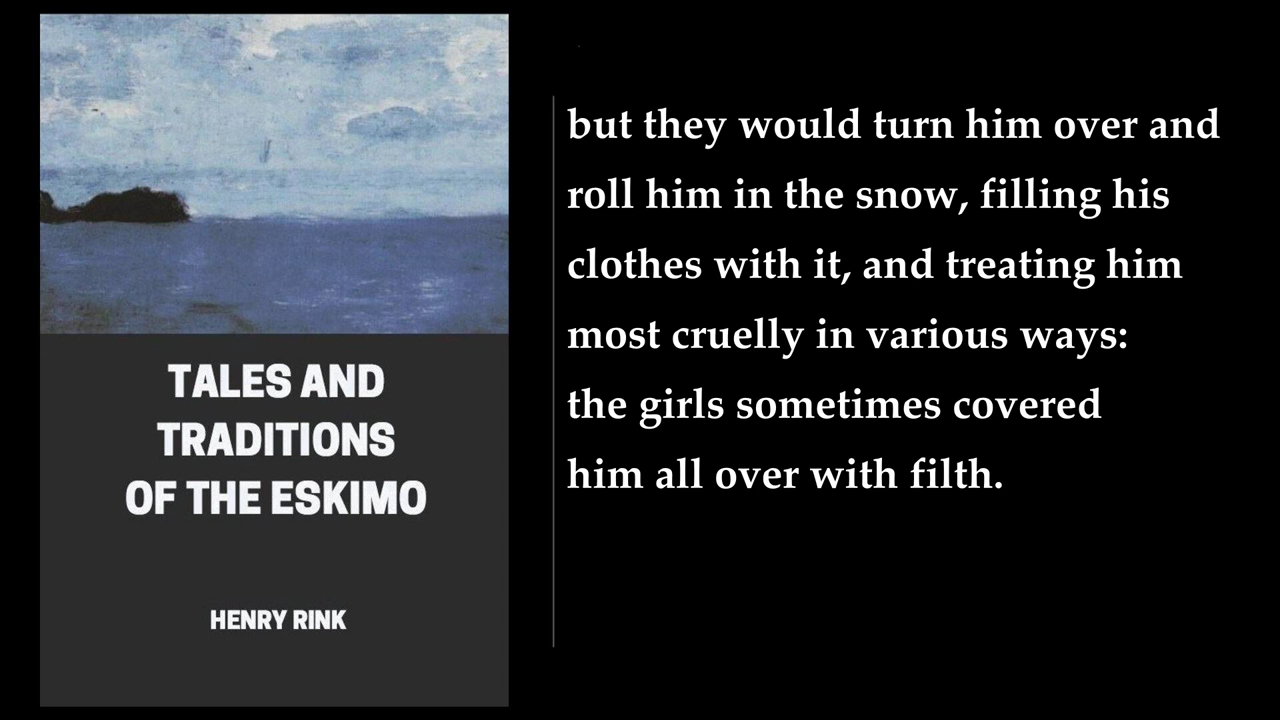 TALES AND
TRADITIONS
OF THE ESKIMO
HENRY RINK
but they would turn him over and
roll him in the snow, filling his
clothes with it, and treating him
most cruelly in various ways:
the girls sometimes covered
him all over with filth.